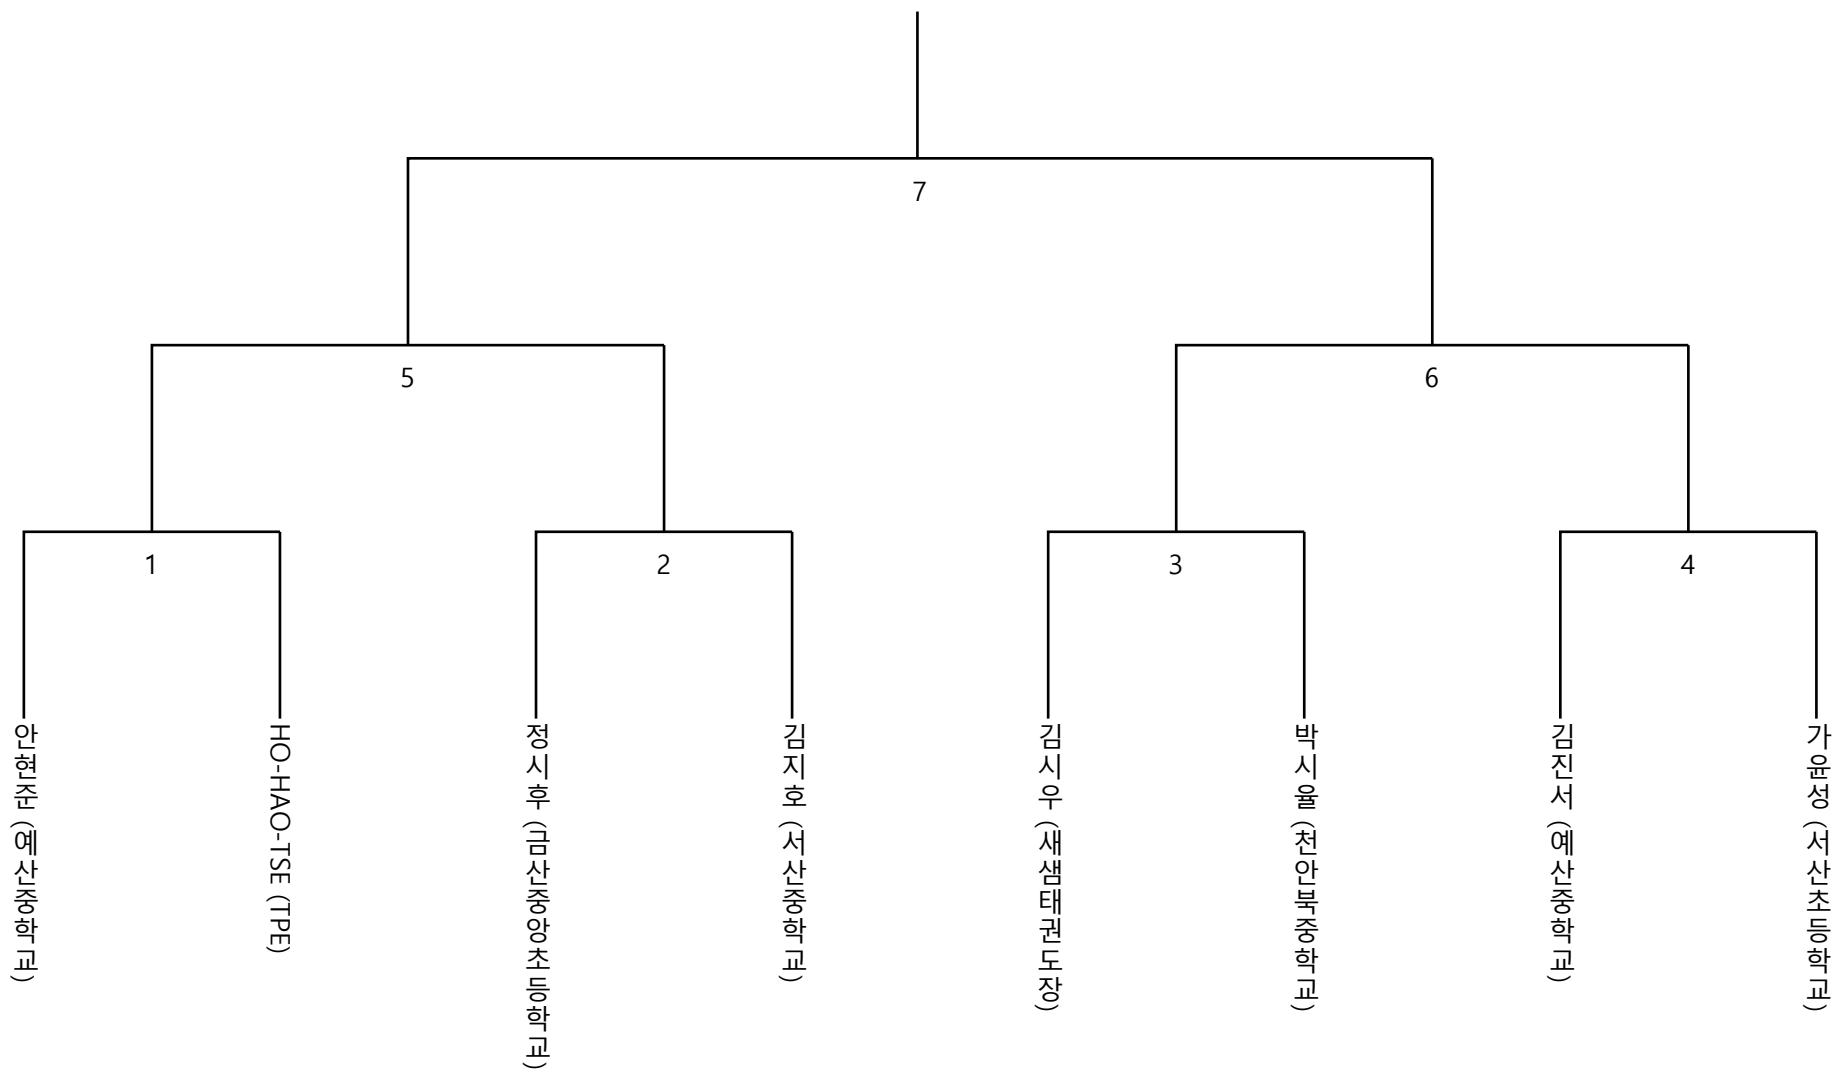 7
5
6
1
2
3
4
안현준 (예산중학교)
HO-HAO-TSE (TPE)
정시후 (금산중앙초등학교)
김지호 (서산중학교)
김시우 (새샘태권도장)
박시율 (천안북중학교)
김진서 (예산중학교)
가윤성 (서산초등학교)